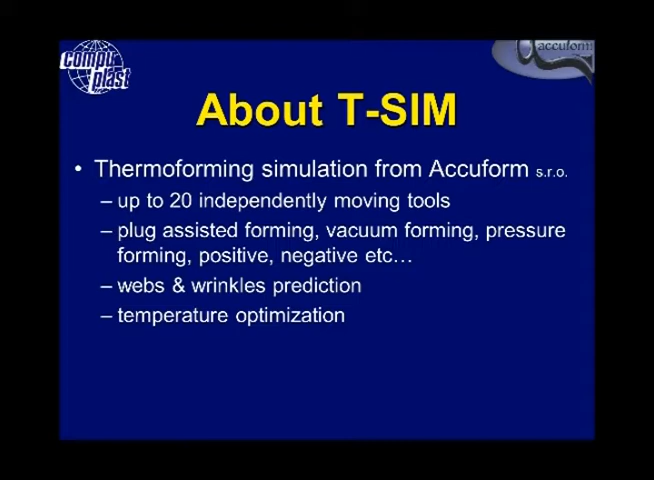 compu
plast
accuform
About T-SIM
• Thermoforming simulation from Accuform s.r.o.
– up to 20 independently moving tools
– plug assisted forming, vacuum forming, pressure
forming, positive, negative etc…
– webs & wrinkles prediction
– temperature optimization